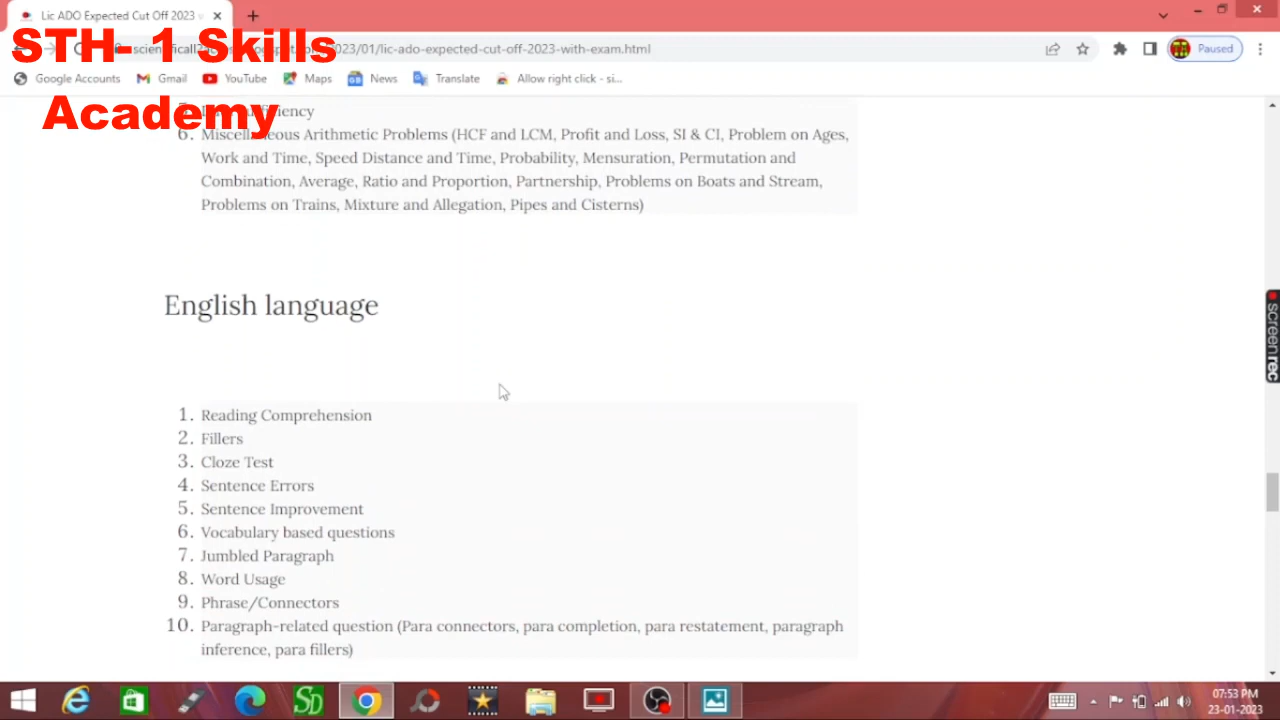 Lic ADO Expected Cut Off 2023
STH- 1 Skills
Academy
2023/01/lic-ado-expected-cut-off-2023-with-exam.html
Paused
Google Accounts
Gmail
YouTube
Maps
News
Translate
Allow right click - si...
6. Miscellaneous Arithmetic Problems (HCF and LCM, Profit and Loss, SI & CI, Problem on Ages,
Work and Time, Speed Distance and Time, Probability, Mensuration, Permutation and
Combination, Average, Ratio and Proportion, Partnership, Problems on Boats and Stream,
Problems on Trains, Mixture and Allegation, Pipes and Cisterns)
English language
1. Reading Comprehension
2. Fillers
3. Cloze Test
4. Sentence Errors
5. Sentence Improvement
6. Vocabulary based questions
7. Jumbled Paragraph
8. Word Usage
9. Phrase/Connectors
10. Paragraph-related question (Para connectors, para completion, para restatement, paragraph
inference, para fillers)
screenrec
SD
07:53 PM
23-01-2023